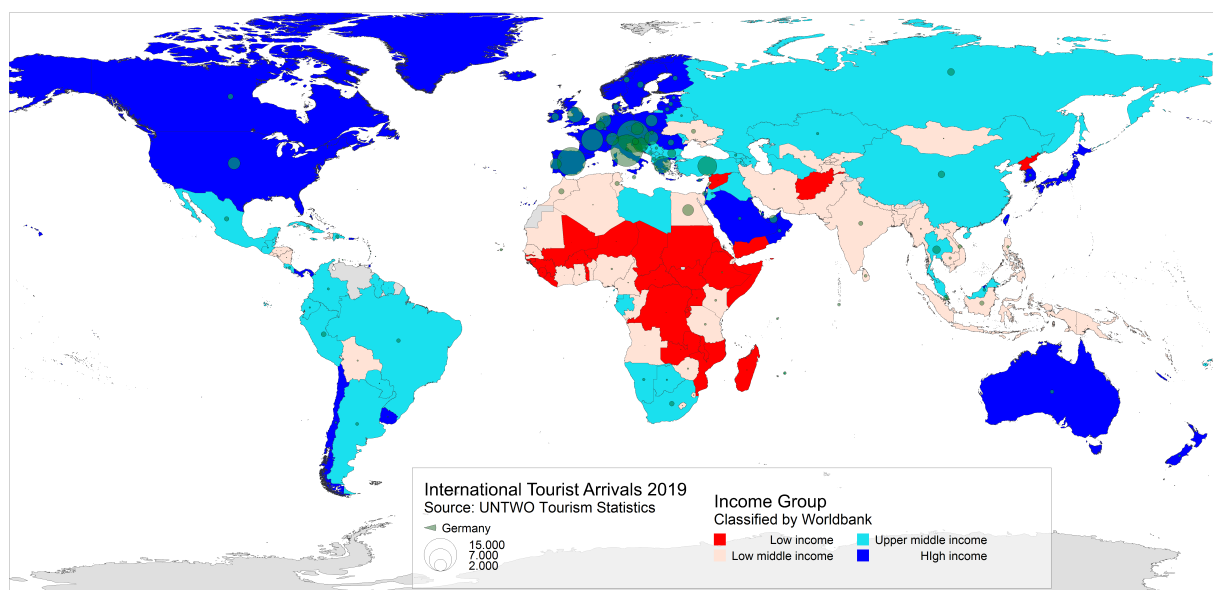 International Tourist Arrivals 2019
Source: UNTWO Tourism Statistics
Germany
15.000
7.000
2.000
Income Group
Classified by Worldbank
Low income
Low middle income
Upper middle income
HIgh income